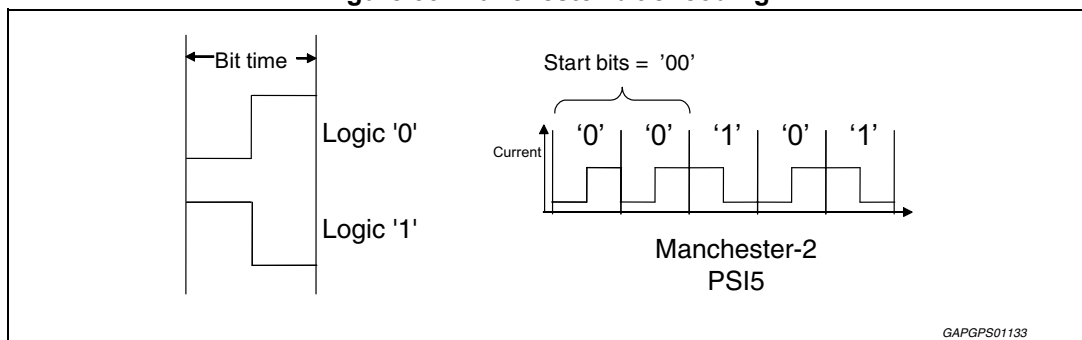 Bit time
Logic '0'
Logic '1'
Start bits = '00'
Current
‘0’ ‘0’ ‘1’ ‘0’ ‘1’
Manchester-2
PSI5
GAPGPS01133